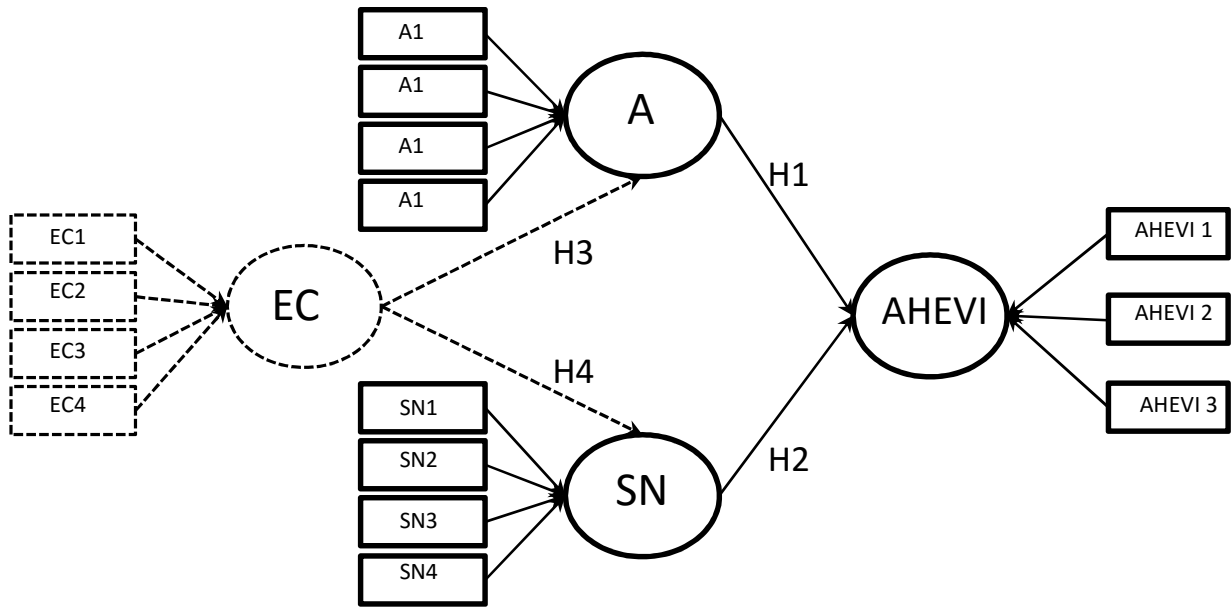 A1
A1
A1
A1
A
H1
H3
EC1
EC2
EC3
EC4
EC
H4
AHEVI
AHEVI 1
AHEVI 2
AHEVI 3
SN1
SN2
SN3
SN4
SN
H2